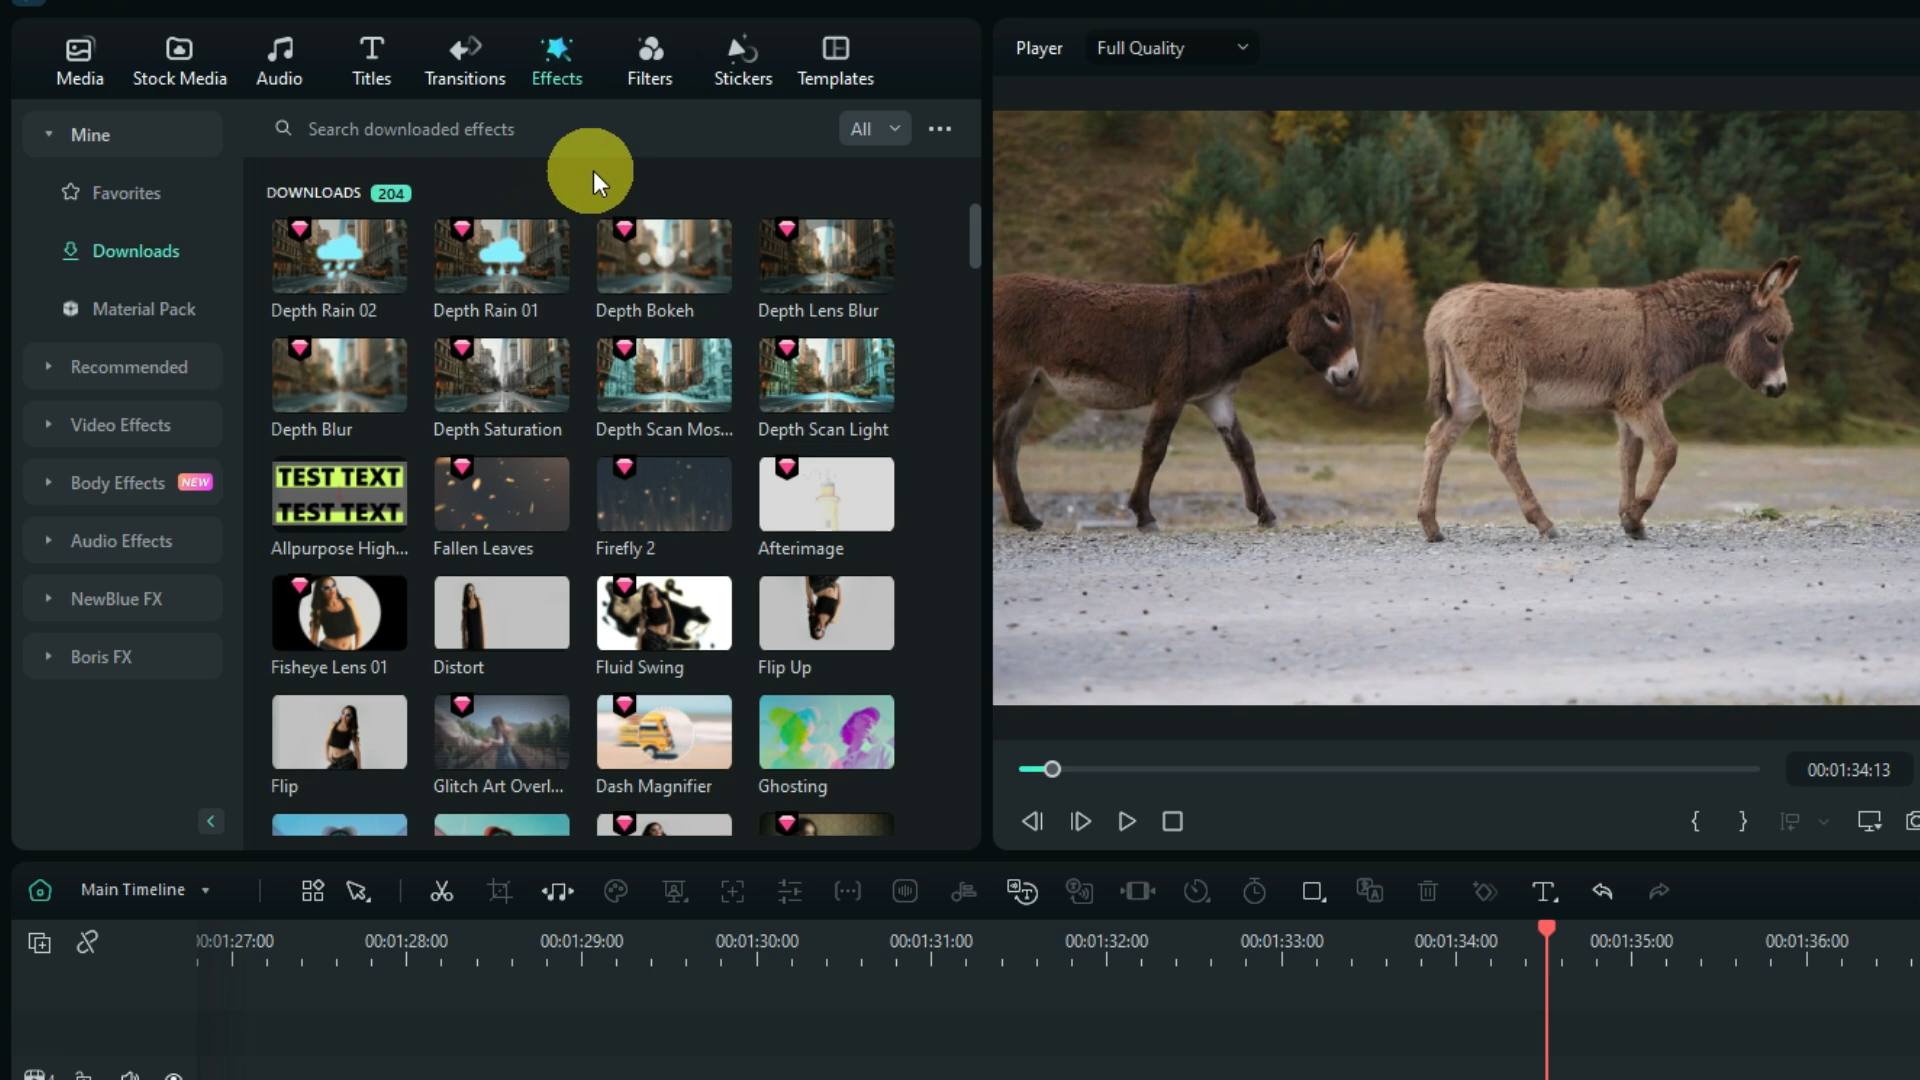 Media
Stock Media
Audio
Titles
Transitions
Effects
Filters
Stickers
Templates
Player
Full Quality
Mine
Search downloaded effects
All
Favorites
Downloads
Material Pack
Recommended
Video Effects
Body Effects NEW
Audio Effects
NewBlue FX
Boris FX
DOWNLOADS 204
Depth Rain 02
Depth Rain 01
Depth Bokeh
Depth Lens Blur
Depth Blur
Depth Saturation
Depth Scan Mos...
Depth Scan Light
TEST TEXT
TEST TEXT
Allpurpose High...
Fallen Leaves
Firefly 2
Afterimage
Fisheye Lens 01
Distort
Fluid Swing
Flip Up
Flip
Glitch Art Overl...
Dash Magnifier
Ghosting
00:01:34:13
Main Timeline
00:01:27:00
00:01:28:00
00:01:29:00
00:01:30:00
00:01:31:00
00:01:32:00
00:01:33:00
00:01:34:00
00:01:35:00
00:01:36:00